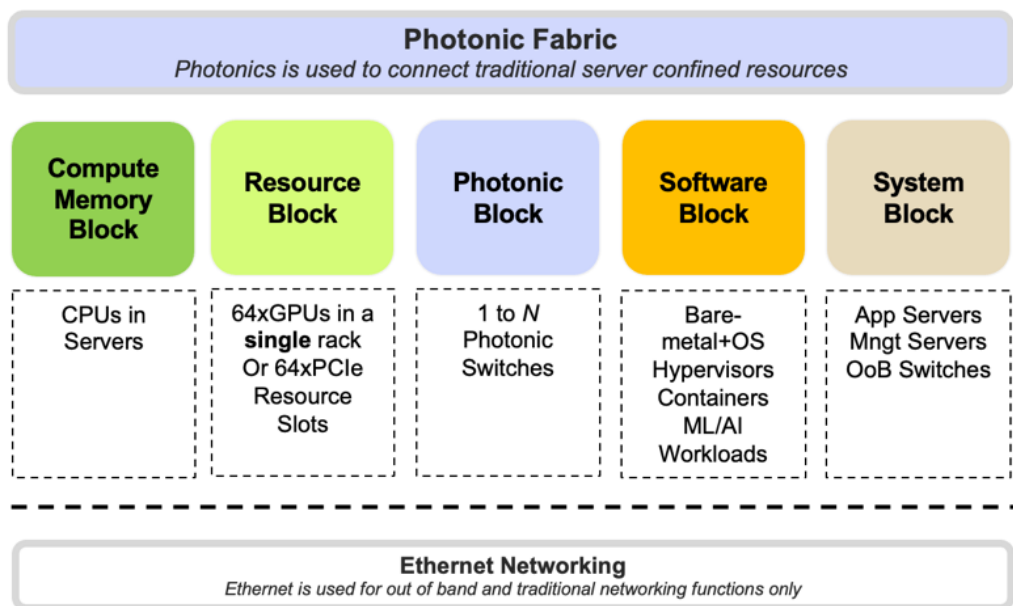 Photonic Fabric
Photonics is used to connect traditional server confined resources
Compute
Memory
Block
Resource
Block
Photonic
Block
Software
Block
System
Block
CPUs in
Servers
64xGPUs in a
single rack
Or 64xPCIe
Resource
Slots
1 to N
Photonic
Switches
Bare-
metal+OS
Hypervisors
Containers
ML/AI
Workloads
App Servers
Mngt Servers
OoB Switches
Ethernet Networking
Ethernet is used for out of band and traditional networking functions only